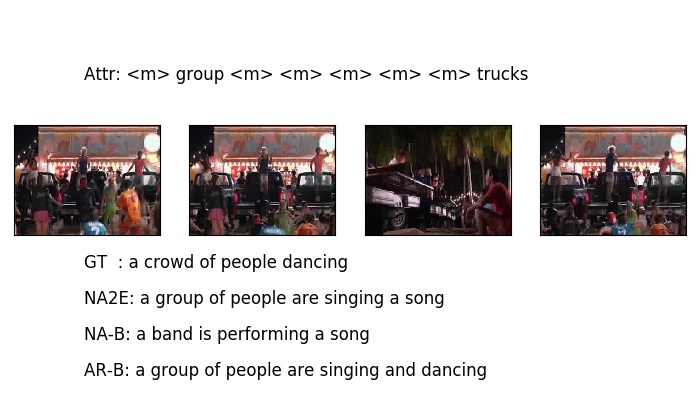 Attr: <m> group <m> <m> <m> <m> <m> trucks
GT  : a crowd of people dancing
NA2E: a group of people are singing a song
NA-B: a band is performing a song
AR-B: a group of people are singing and dancing